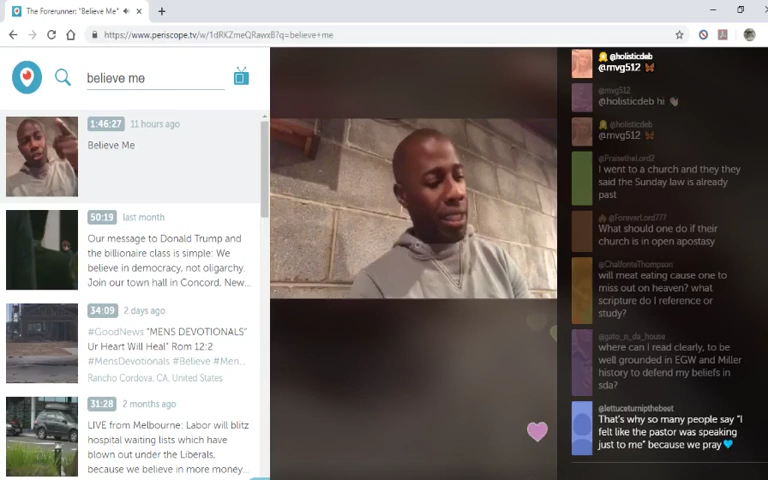 The Forerunner: "Believe Me"
https://www.periscope.tv/w/1dRKZmeQRawxB?q=believe+me
believe me
1:46:27 11 hours ago
Believe Me
50:19 last month
Our message to Donald Trump and
the billionaire class is simple: We
believe in democracy, not oligarchy.
Join our town hall in Concord, New...
34:09 2 days ago
#GoodNews "MENS DEVOTIONALS"
Ur Heart Will Heal" Rom 12:2
#MensDevotionals #Believe #Men...
Rancho Cordova, CA, United States
31:28 2 months ago
LIVE from Melbourne: Labor will blitz
hospital waiting lists which have
blown out under the Liberals,
because we believe in more money...
@holisticdeb
@mvg512
@mvg512
@holisticdeb hi
@holisticdeb
@mvg512
@PraisetheLord2
I went to a church and they they
said the Sunday law is already
past
@ForeverLord777
What should one do if their
church is in open apostasy
@ChalfonteThompson
will meat eating cause one to
miss out on heaven? what
scripture do I reference or
study?
@gato_n_da_house
where can I read clearly, to be
well grounded in EGW and Miller
history to defend my beliefs in
sda?
@lettuceturnipthebeet
That's why so many people say "I
felt like the pastor was speaking
just to me" because we pray